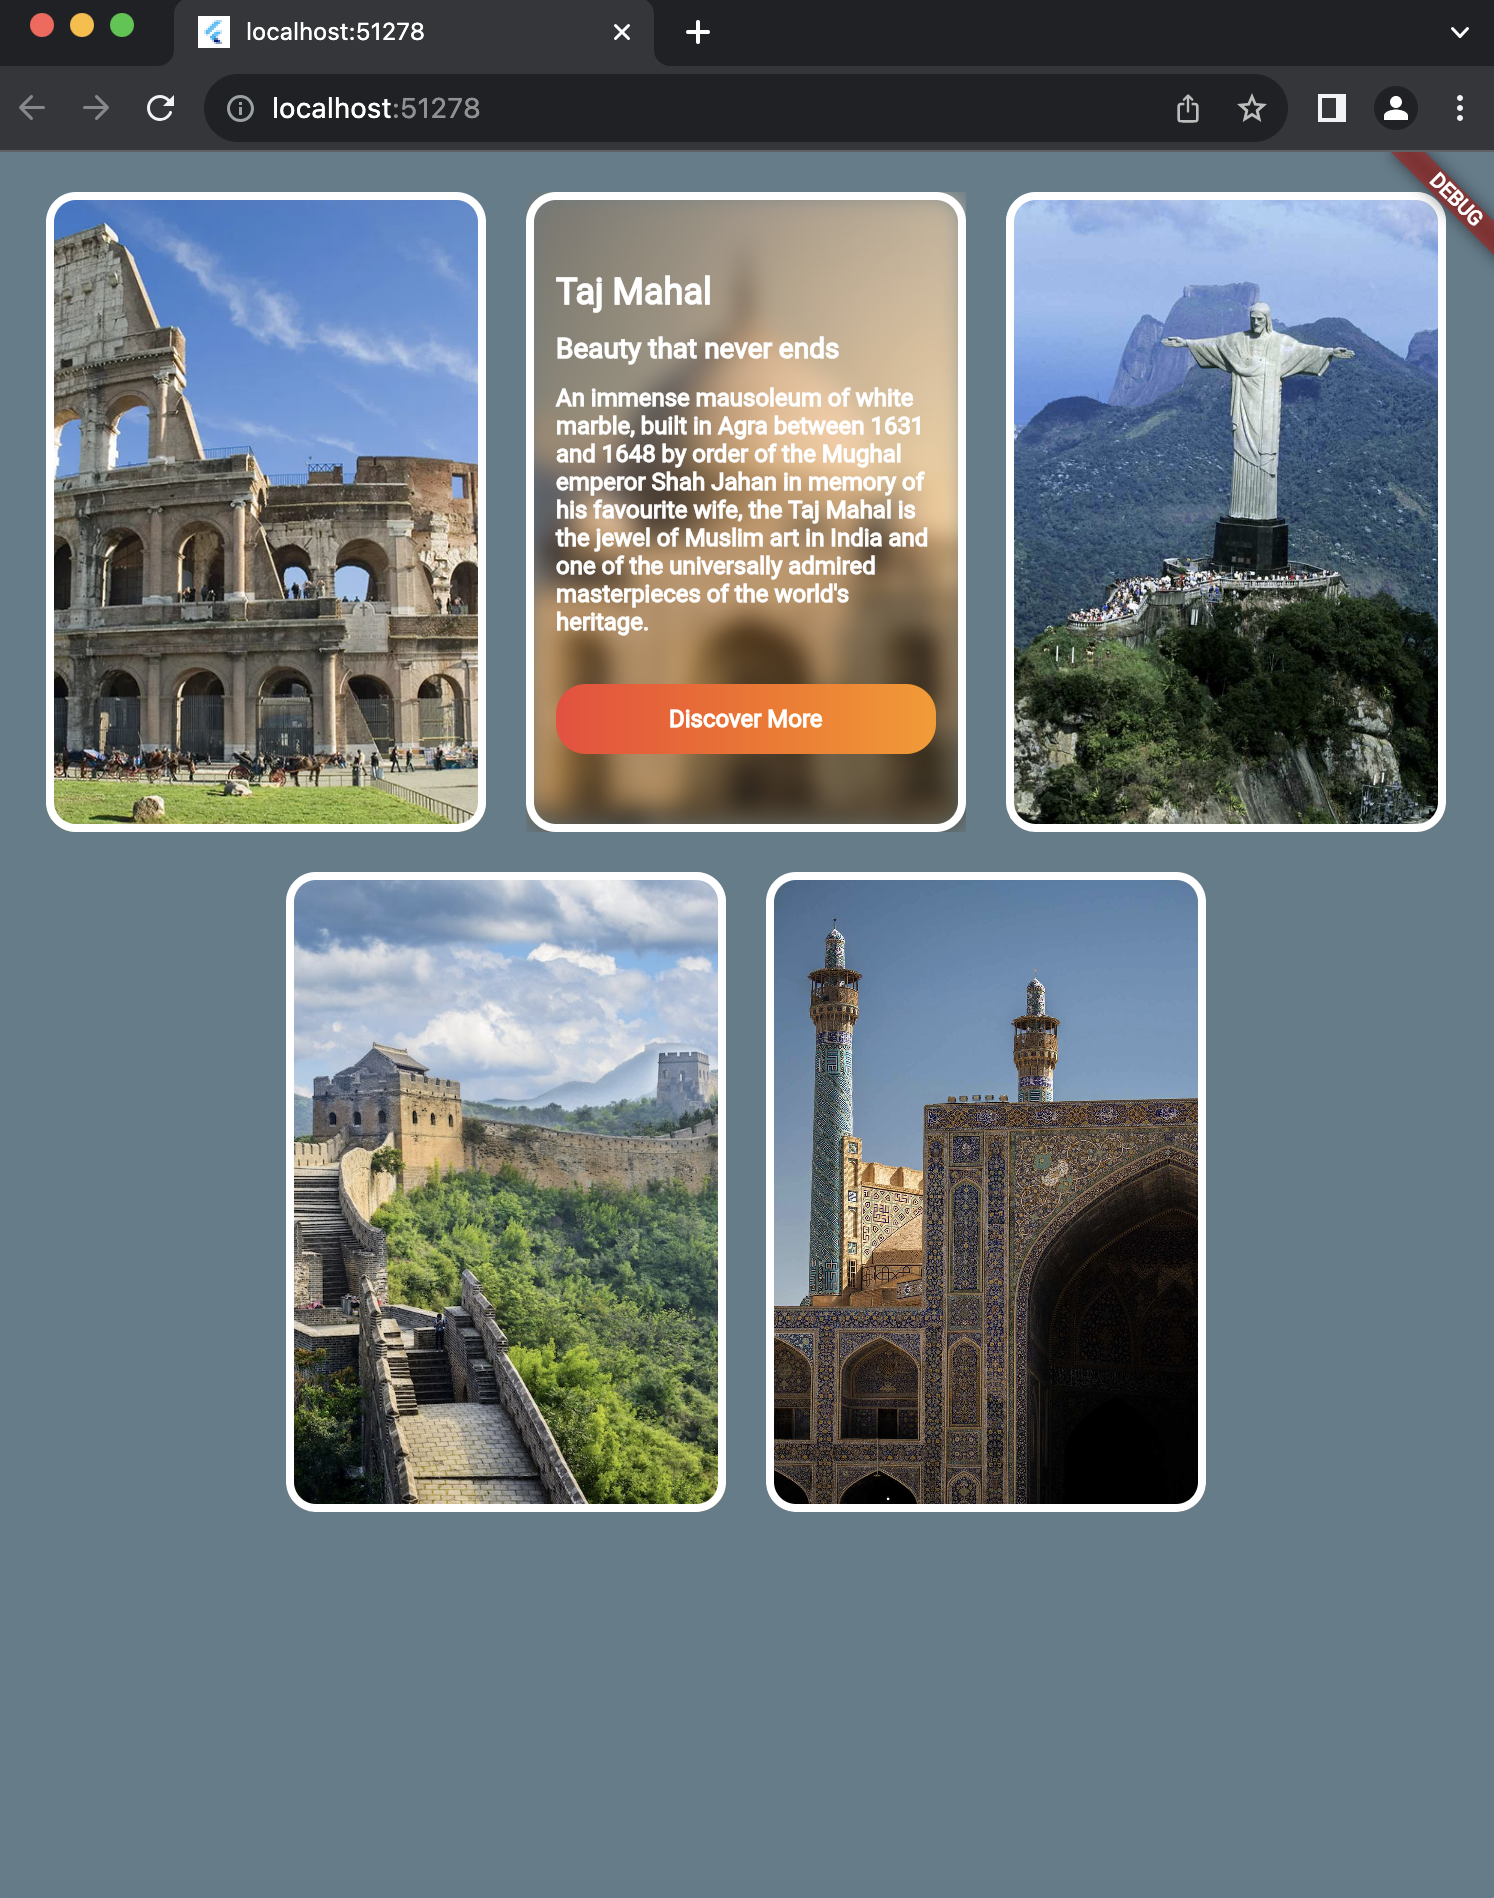 localhost:51278
localhost:51278
DEBUG
Taj Mahal
Beauty that never ends
An immense mausoleum of white
marble, built in Agra between 1631
and 1648 by order of the Mughal
emperor Shah Jahan in memory of
his favourite wife, the Taj Mahal is
the jewel of Muslim art in India and
one of the universally admired
masterpieces of the world's
heritage.
Discover More